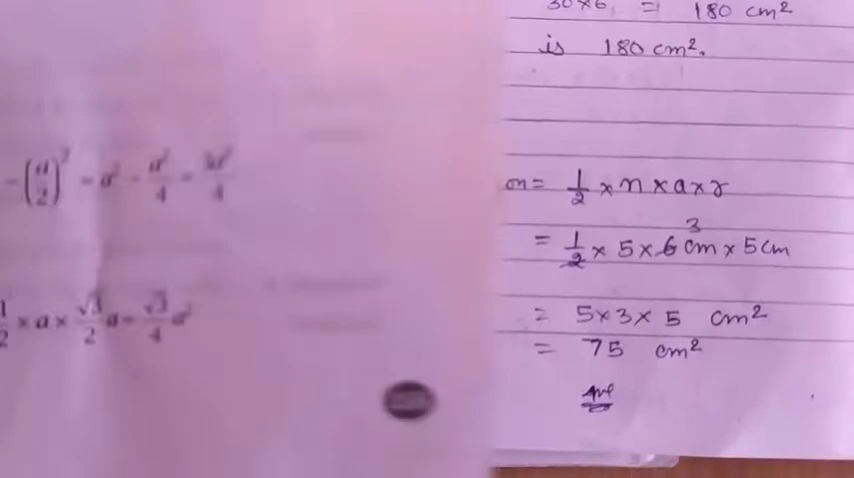 - (a/2)² = a² - a²/4 = 3a²/4
1/2 × a × √3/2 a = √3/4 a²
30×6 = 180 cm²
is 180 cm².
on = 1/2 × n × a × r
= 1/2 × 5 × 6 cm × 5 cm
3
= 5×3×5 cm²
= 75 cm²
Ans